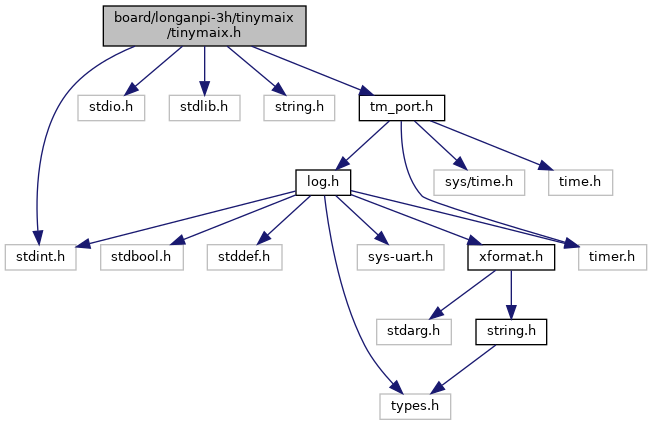 board/longanpi-3h/tinymaix
/tinymaix.h
stdio.h
stdlib.h
string.h
tm_port.h
log.h
sys/time.h
time.h
stdint.h
stdbool.h
stddef.h
sys-uart.h
xformat.h
timer.h
stdarg.h
string.h
types.h